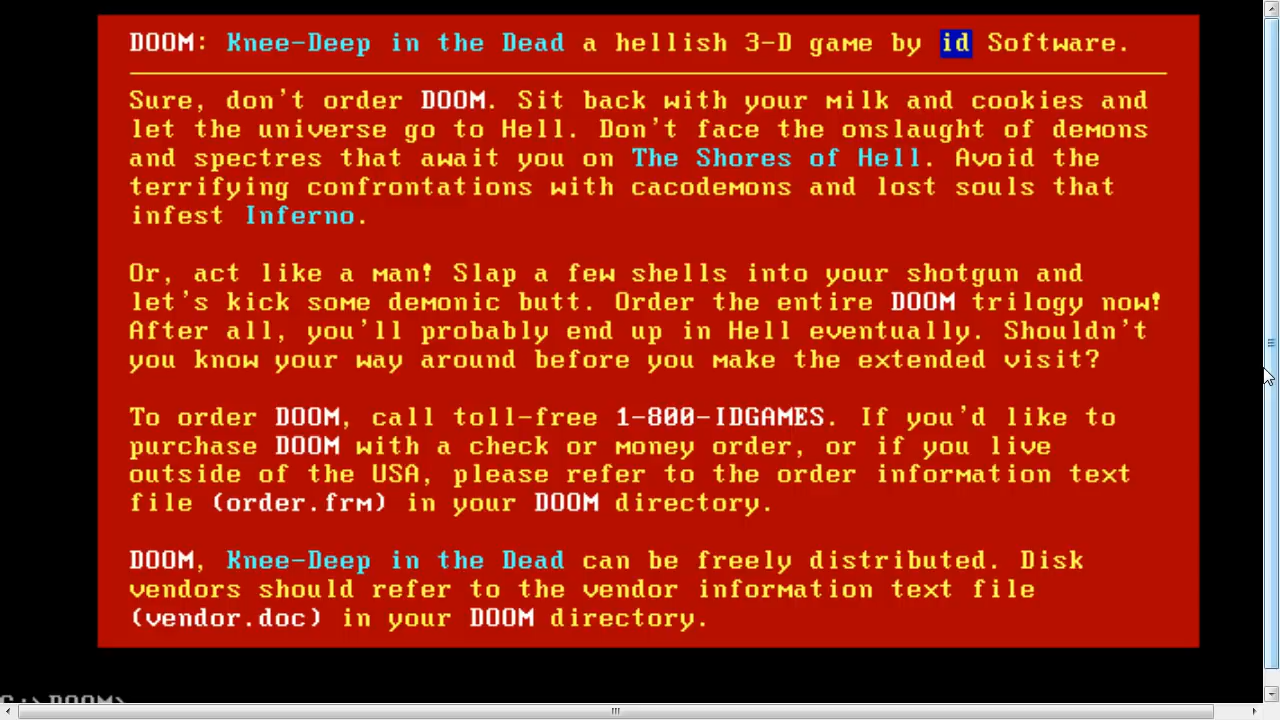 DOOM: Knee-Deep in the Dead a hellish 3-D game by id Software.
Sure, don't order DOOM. Sit back with your milk and cookies and
let the universe go to Hell. Don't face the onslaught of demons
and spectres that await you on The Shores of Hell. Avoid the
terrifying confrontations with cacodemons and lost souls that
infest Inferno.
Or, act like a man! Slap a few shells into your shotgun and
let's kick some demonic butt. Order the entire DOOM trilogy now!
After all, you'll probably end up in Hell eventually. Shouldn't
you know your way around before you make the extended visit?
To order DOOM, call toll-free 1-800-IDGAMES. If you'd like to
purchase DOOM with a check or money order, or if you live
outside of the USA, please refer to the order information text
file (order.frm) in your DOOM directory.
DOOM, Knee-Deep in the Dead can be freely distributed. Disk
vendors should refer to the vendor information text file
(vendor.doc) in your DOOM directory.